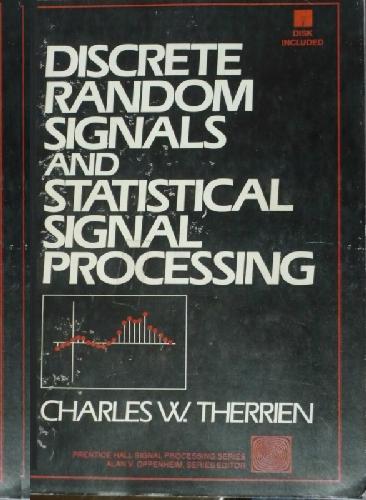 DISK
INCLUDED
DISCRETE
RANDOM
SIGNALS
AND
STATISTICAL
SIGNAL
PROCESSING
CHARLES W. THERRIEN
PRENTICE HALL SIGNAL PROCESSING SERIES
ALAN V. OPPENHEIM, SERIES EDITOR